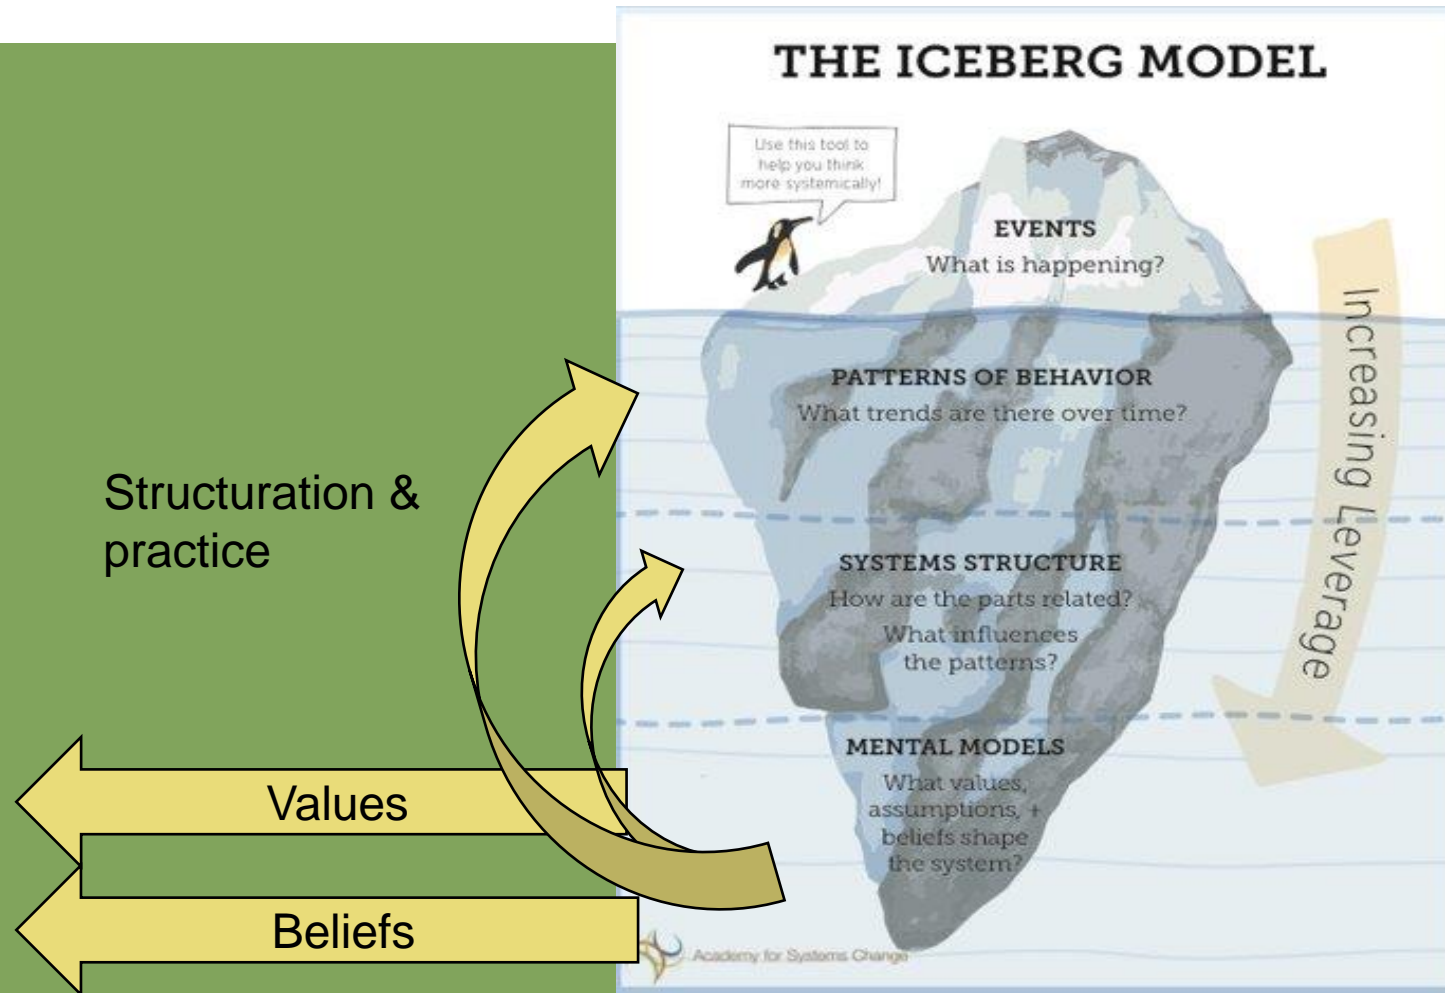 THE ICEBERG MODEL
Use this tool to
help you think
more systemically!
EVENTS
What is happening?
PATTERNS OF BEHAVIOR
What trends are there over time?
SYSTEMS STRUCTURE
How are the parts related?
What influences
the patterns?
MENTAL MODELS
What values,
assumptions, +
beliefs shape
the system?
Increasing Leverage
Structuration &
practice
Values
Beliefs
Academy for Systems Change